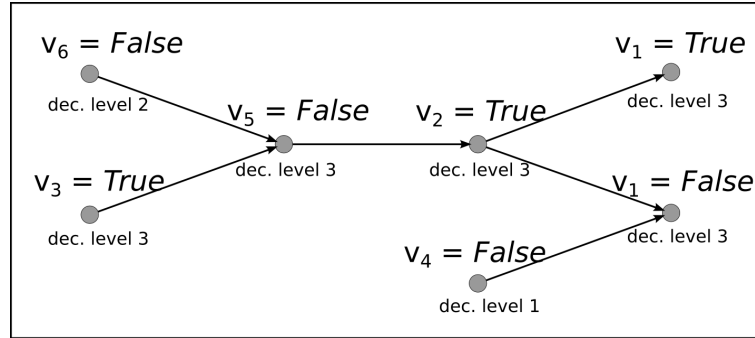 v₆ = False
dec. level 2
v₃ = True
dec. level 3
v₅ = False
dec. level 3
v₂ = True
dec. level 3
v₄ = False
dec. level 1
v₁ = True
dec. level 3
v₁ = False
dec. level 3